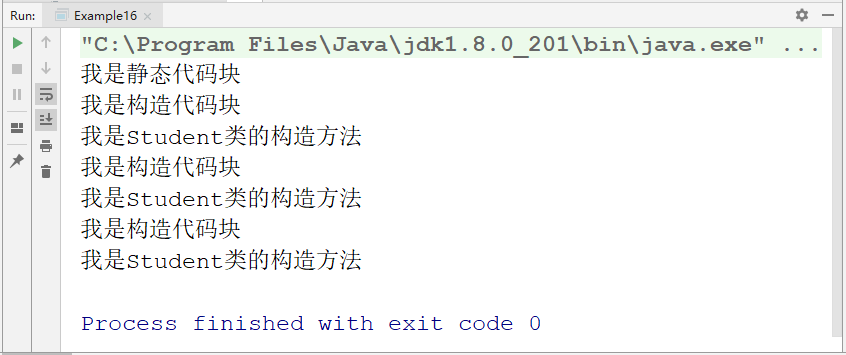 Run: Example16
"C:\Program Files\Java\jdk1.8.0_201\bin\java.exe" ...
我是静态代码块
我是构造代码块
我是Student类的构造方法
我是构造代码块
我是Student类的构造方法
我是构造代码块
我是Student类的构造方法
Process finished with exit code 0